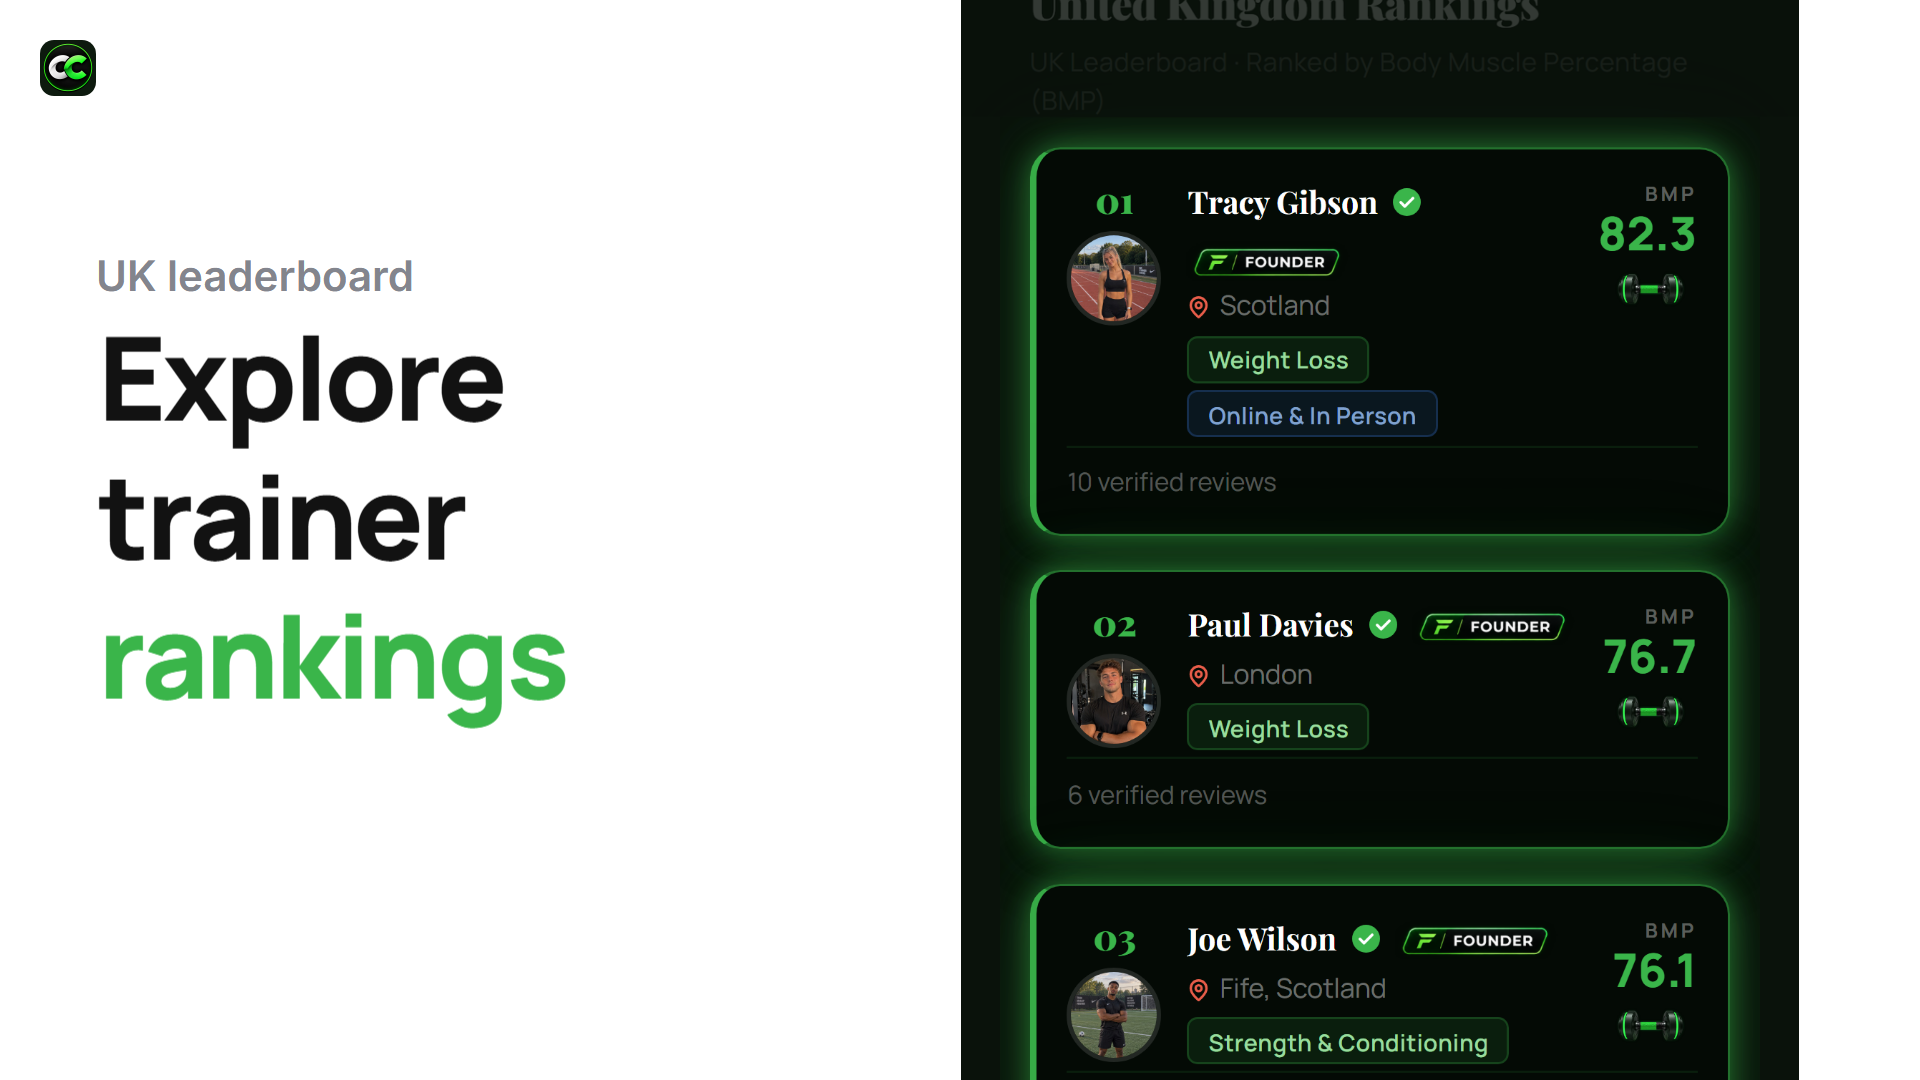 CC
UK leaderboard
Explore
trainer
rankings
United Kingdom Rankings
UK Leaderboard · Ranked by Body Muscle Percentage
(BMP)
01
Tracy Gibson
BMP
82.3
F / FOUNDER
Scotland
Weight Loss
Online & In Person
10 verified reviews
02
Paul Davies
F / FOUNDER
BMP
76.7
London
Weight Loss
6 verified reviews
03
Joe Wilson
F / FOUNDER
BMP
76.1
Fife, Scotland
Strength & Conditioning